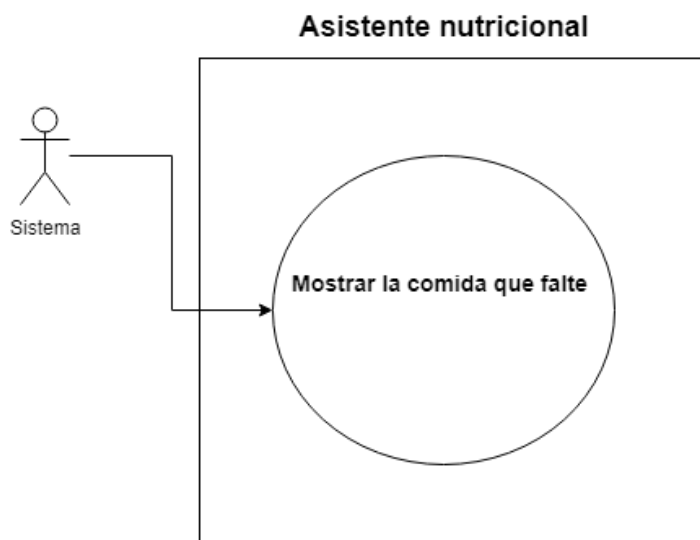 Asistente nutricional
Sistema
Mostrar la comida que falte